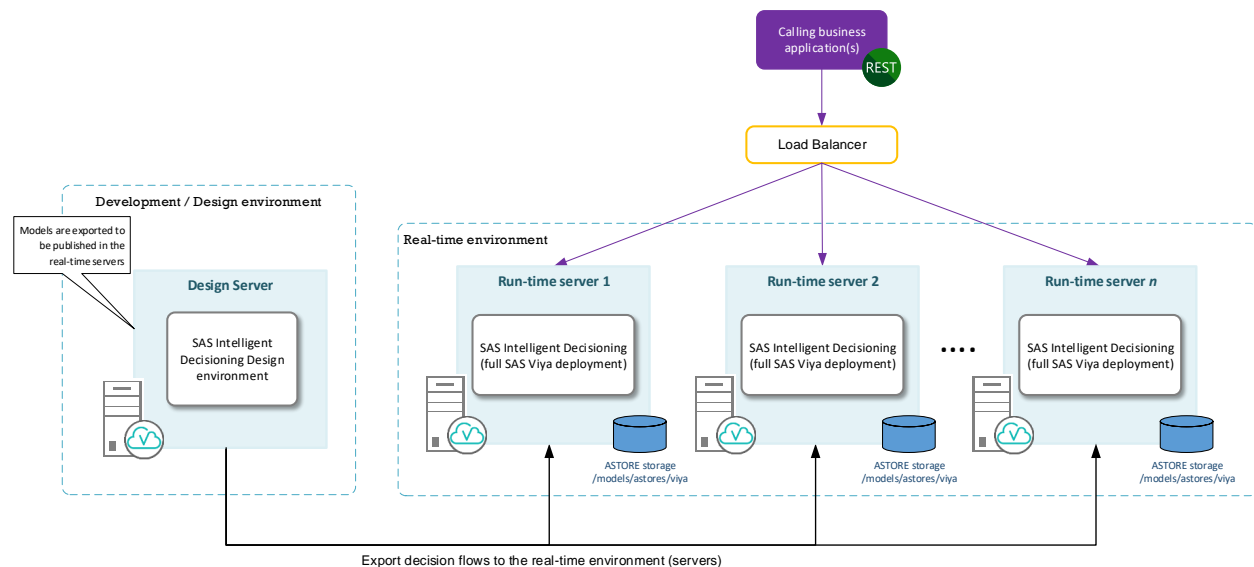 Calling business
application(s)
REST
Load Balancer
Development / Design environment
Models are exported to
be published in the
real-time servers
Design Server
SAS Intelligent
Decisioning Design
environment
V
Real-time environment
Run-time server 1
SAS Intelligent Decisioning
(full SAS Viya deployment)
V
ASTORE storage
/models/astores/viya
Run-time server 2
SAS Intelligent Decisioning
(full SAS Viya deployment)
V
ASTORE storage
/models/astores/viya
....
Run-time server n
SAS Intelligent Decisioning
(full SAS Viya deployment)
V
ASTORE storage
/models/astores/viya
Export decision flows to the real-time environment (servers)